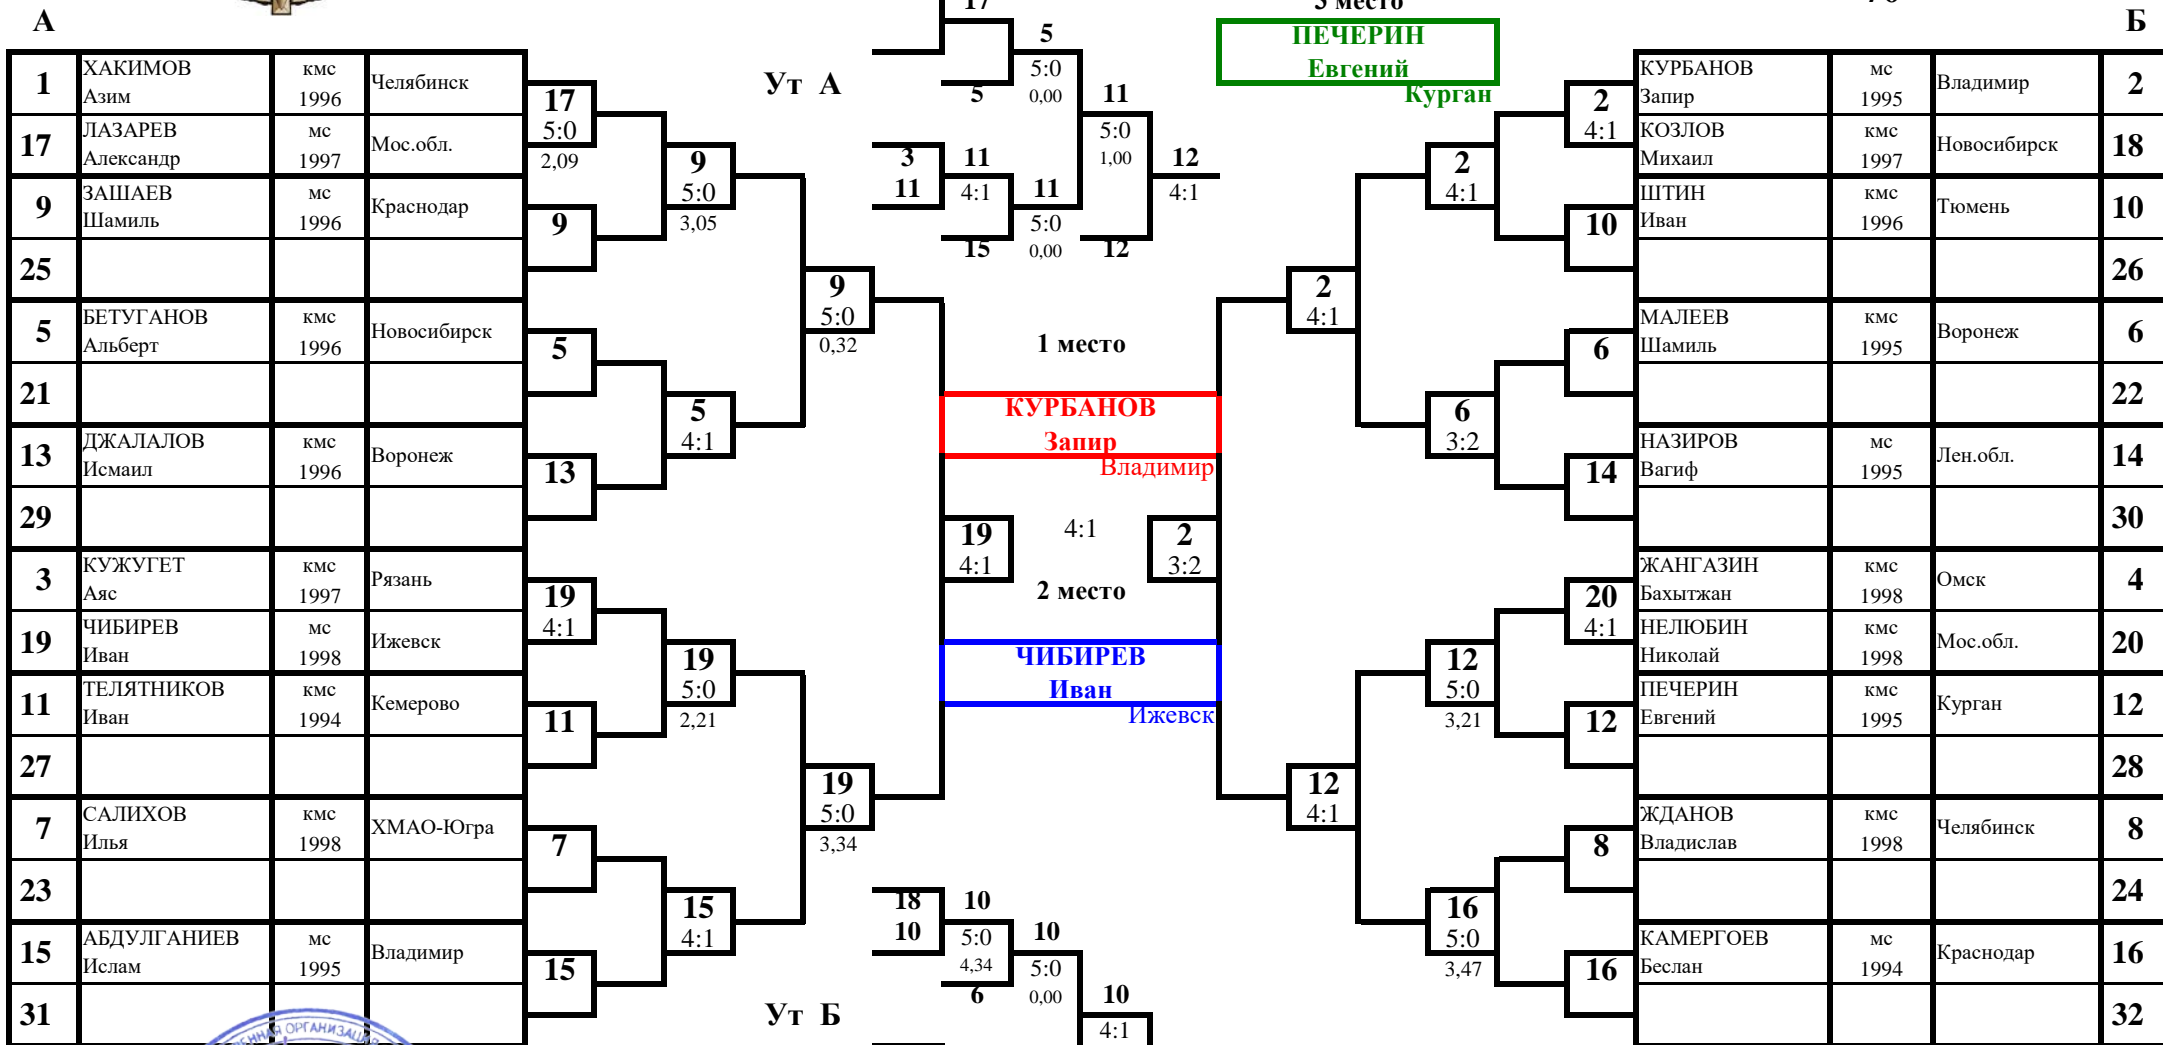 А
17
3 место
Б
1
ХАКИМОВ
Азим
кмс
1996
Челябинск
17
ЛАЗАРЕВ
Александр
мс
1997
Мос.обл.
9
ЗАШАЕВ
Шамиль
мс
1996
Краснодар
25
5
БЕТУГАНОВ
Альберт
кмс
1996
Новосибирск
21
13
ДЖАЛАЛОВ
Исмаил
кмс
1996
Воронеж
29
3
КУЖУГЕТ
Аяс
кмс
1997
Рязань
19
ЧИБИРЕВ
Иван
мс
1998
Ижевск
11
ТЕЛЯТНИКОВ
Иван
кмс
1994
Кемерово
27
7
САЛИХОВ
Илья
кмс
1998
ХМАО-Югра
23
15
АБДУЛГАНИЕВ
Ислам
мс
1995
Владимир
31
17
5:0
2,09
9
5
13
19
4:1
11
7
15
9
5:0
3,05
5
4:1
19
5:0
2,21
15
4:1
9
5:0
0,32
19
5:0
3,34
Ут А
5
5:0
0,00
5
11
5:0
1,00
3
11
11
4:1
11
5:0
0,00
15
12
12
4:1
ПЕЧЕРИН
Евгений
Курган
1 место
КУРБАНОВ
Запир
Владимир
19
4:1
4:1
2
3:2
2 место
ЧИБИРЕВ
Иван
Ижевск
18
10
10
5:0
4,34
6
10
5:0
0,00
10
4:1
Ут Б
2
4:1
12
4:1
2
4:1
6
3:2
12
5:0
3,21
16
5:0
3,47
2
4:1
10
6
14
20
4:1
12
8
16
КУРБАНОВ
Запир
мс
1995
Владимир
2
КОЗЛОВ
Михаил
кмс
1997
Новосибирск
18
ШТИН
Иван
кмс
1996
Тюмень
10
26
МАЛЕЕВ
Шамиль
кмс
1995
Воронеж
6
22
НАЗИРОВ
Вагиф
мс
1995
Лен.обл.
14
30
ЖАНГАЗИН
Бахытжан
кмс
1998
Омск
4
НЕЛЮБИН
Николай
кмс
1998
Мос.обл.
20
ПЕЧЕРИН
Евгений
кмс
1995
Курган
12
28
ЖДАНОВ
Владислав
кмс
1998
Челябинск
8
24
КАМЕРГОЕВ
Беслан
мс
1994
Краснодар
16
32